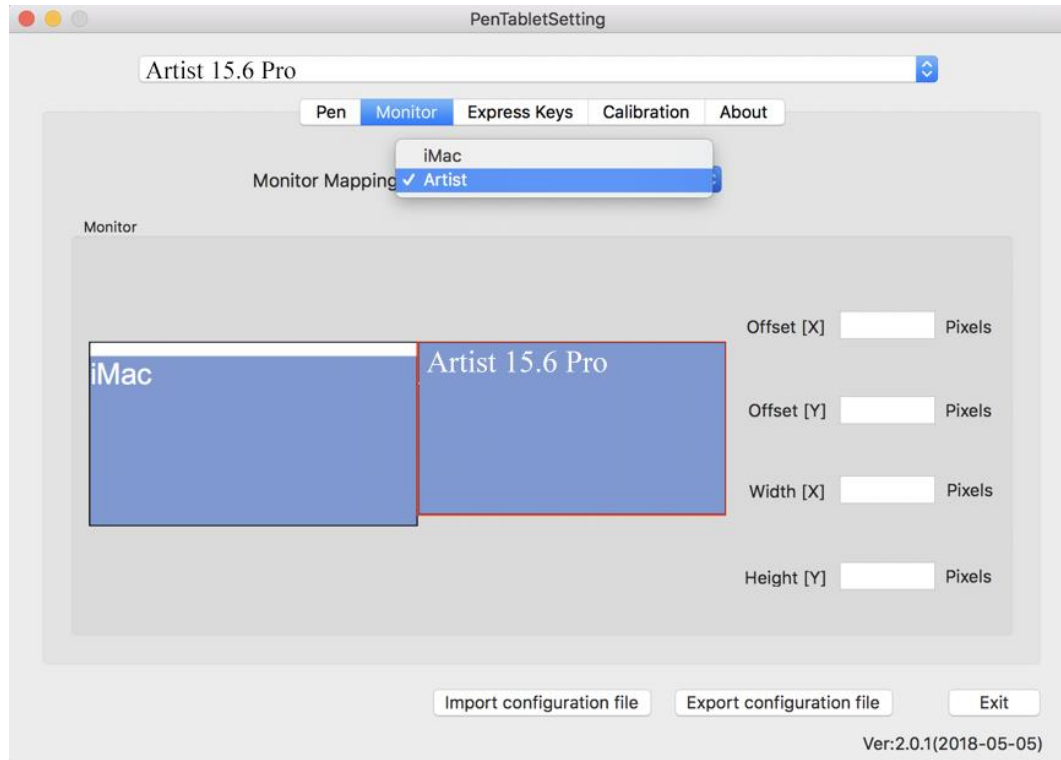 PenTabletSetting
Artist 15.6 Pro
Pen Monitor Express Keys Calibration About
iMac
Monitor Mapping ✓ Artist
Monitor
Offset [X] Pixels
iMac Artist 15.6 Pro
Offset [Y] Pixels
Width [X] Pixels
Height [Y] Pixels
Import configuration file Export configuration file Exit
Ver:2.0.1(2018-05-05)